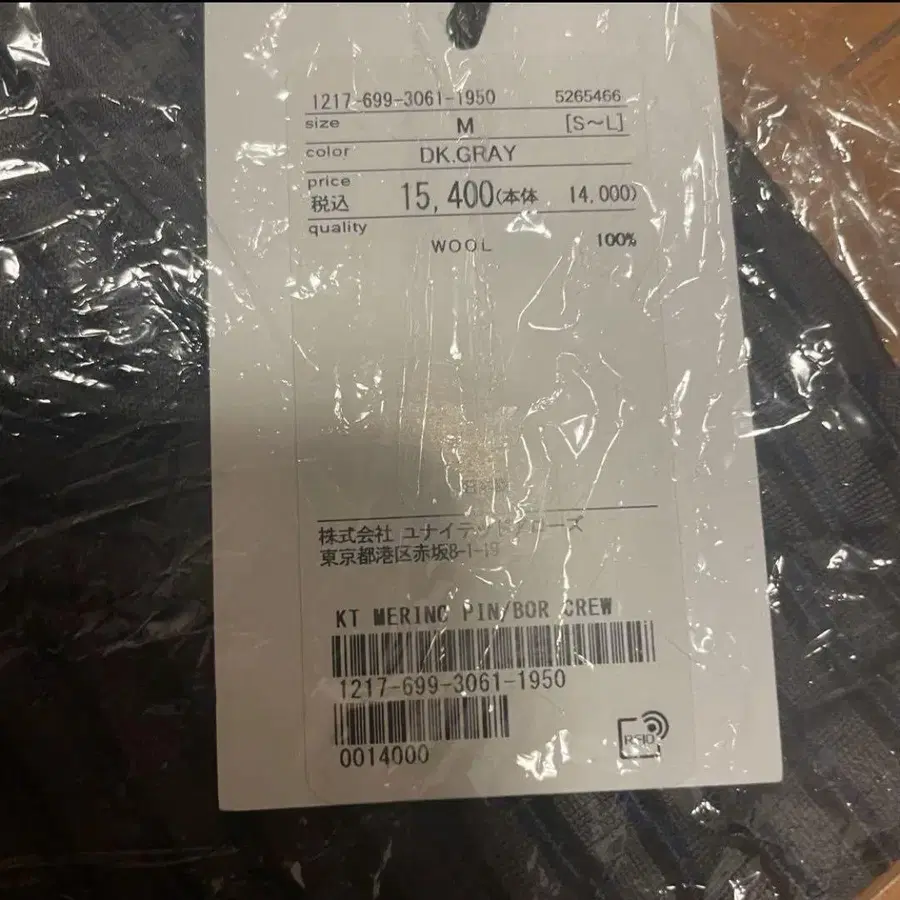 1217-699-3061-1950 5265466
size M [S〜L]
color DK.GRAY
price
税込 15,400(本体 14,000)
quality
WOOL 100%
株式会社 ユナイテッドアローズ
東京都港区赤坂8-1-19
KT MERINO PIN/BOR CREW
1217-699-3061-1950
0014000
RFID